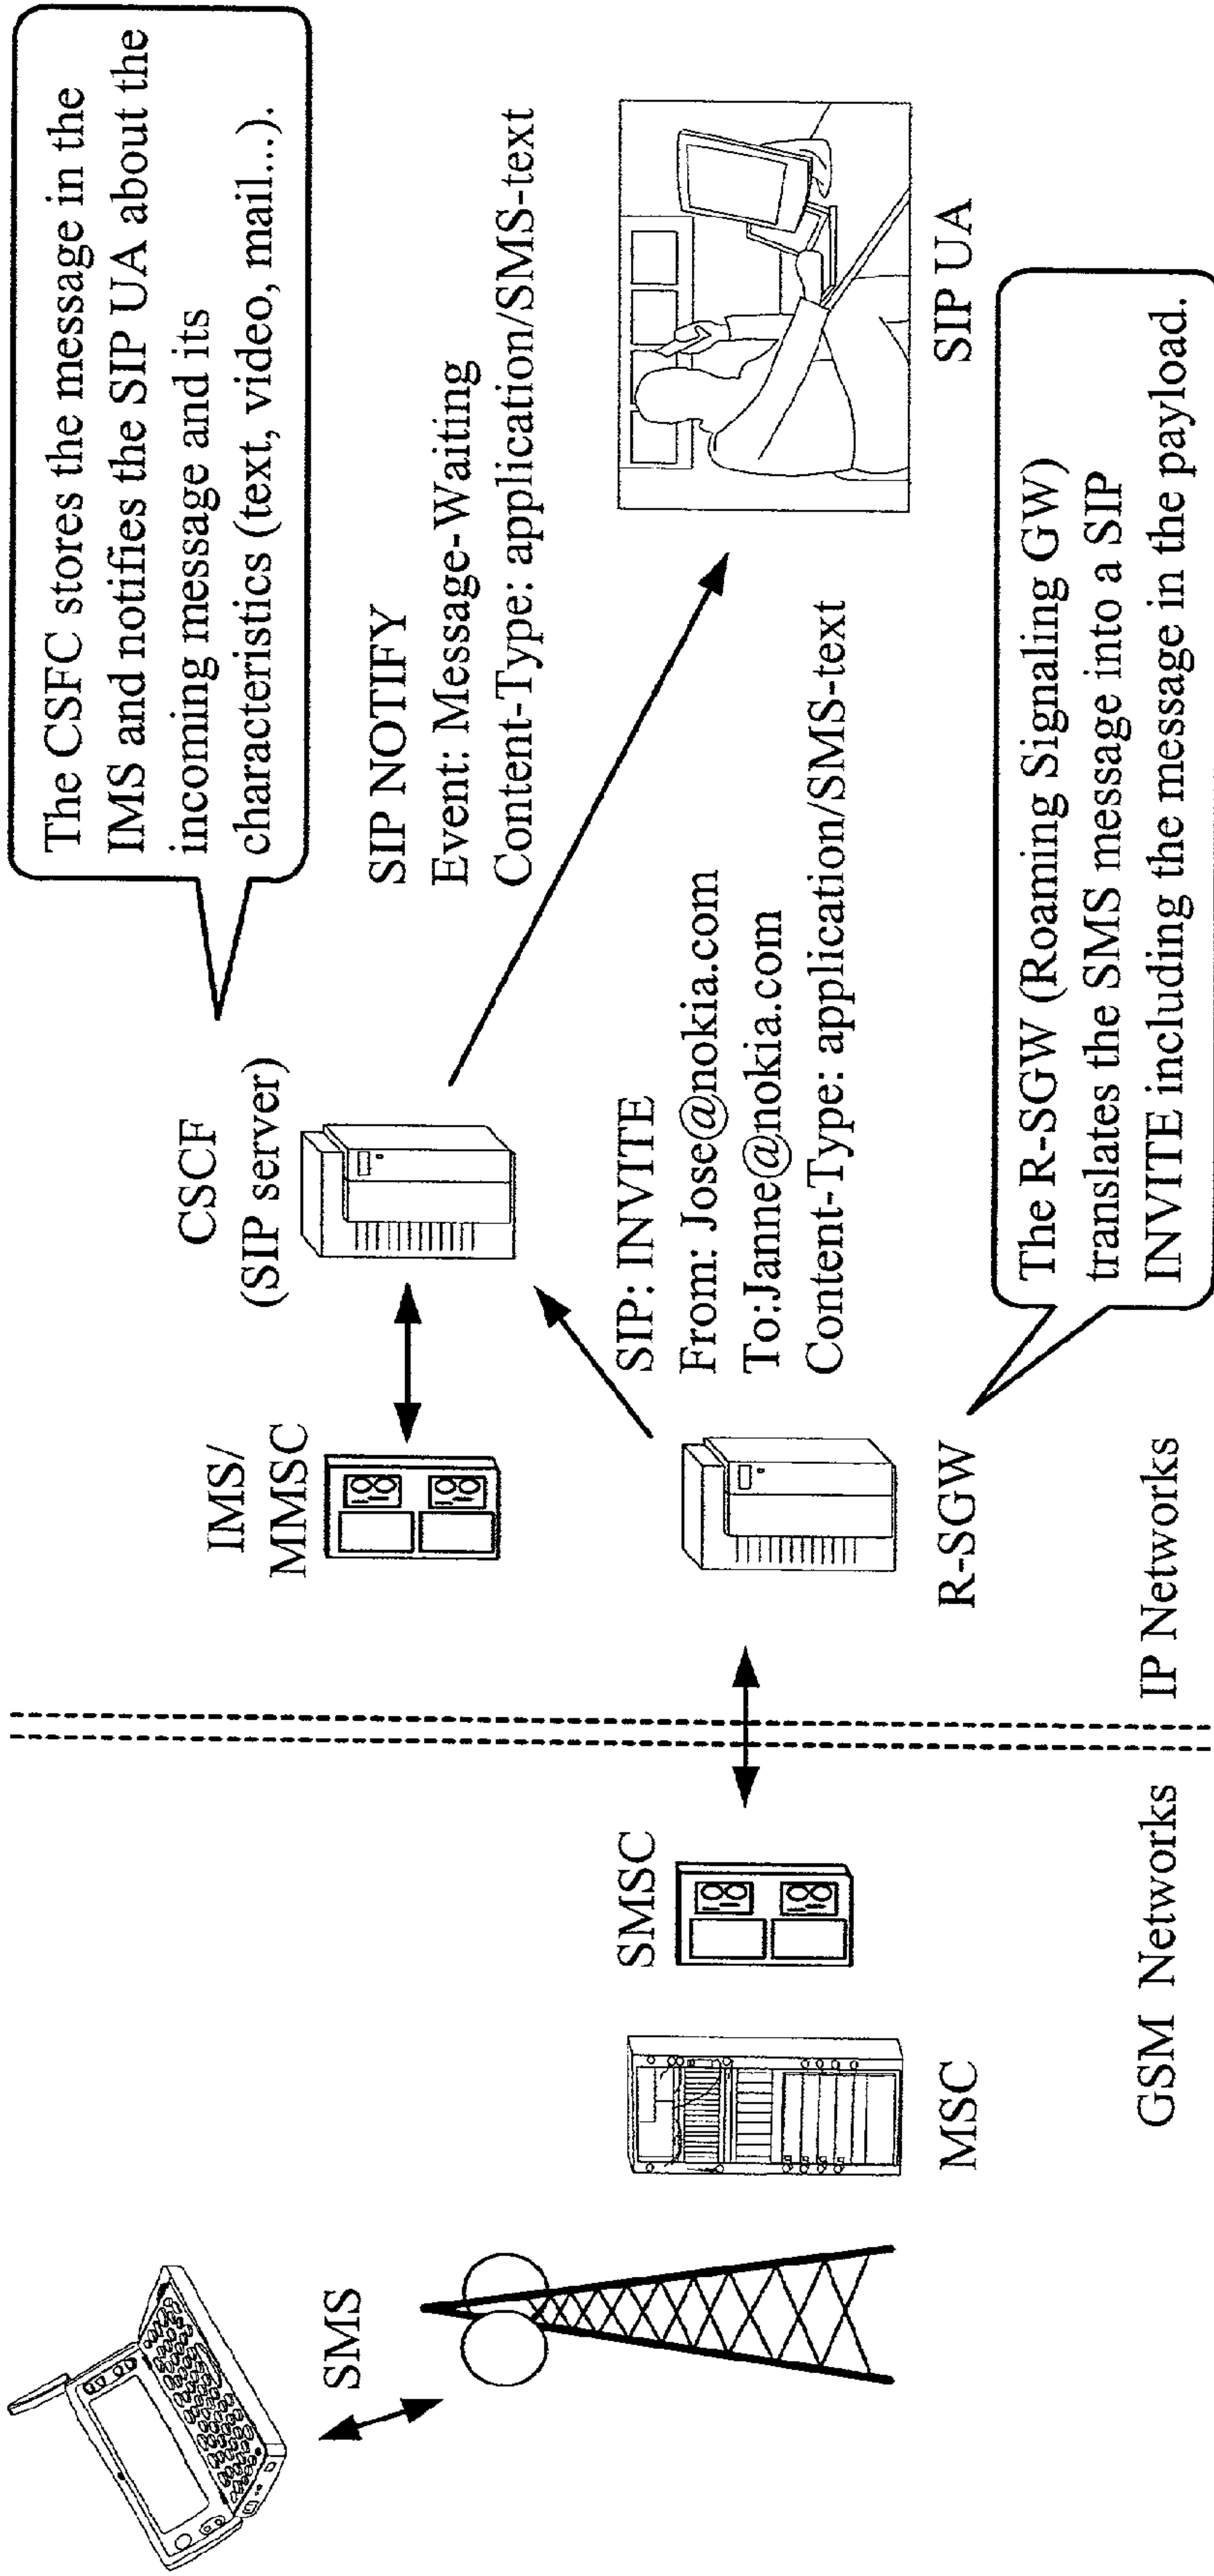 The CSFC stores the message in the
IMS and notifies the SIP UA about the
incoming message and its
characteristics (text, video, mail...).
SMS
IMS/
MMSC
CSCF
(SIP server)
SIP NOTIFY
Event: Message-Waiting
Content-Type: application/SMS-text
MSC
SMSC
R-SGW
SIP: INVITE
From: Jose@nokia.com
To:Janne@nokia.com
Content-Type: application/SMS-text
SIP UA
The R-SGW (Roaming Signaling GW)
translates the SMS message into a SIP
INVITE including the message in the payload.
GSM Networks
IP Networks